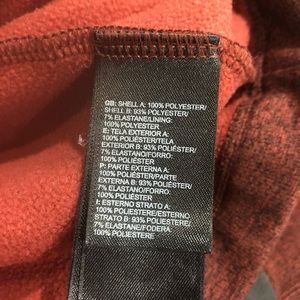 GB: SHELL A: 100% POLYESTER/
SHELL B: 93% POLYESTER/
7% ELASTANE/LINING:
100% POLYESTER
E: TELA EXTERIOR A:
100% POLIÉSTER/TELA
EXTERIOR B: 93% POLIÉSTER/
7% ELASTANO/FORRO:
100% POLIÉSTER
P: PARTE EXTERNA A:
100% POLIÉSTER/PARTE
EXTERNA B: 93% POLIÉSTER/
7% ELASTANO/FORRO:
100% POLIÉSTER
I: ESTERNO STRATO A:
100% POLIESTERE/ESTERNO
STRATO B: 93% POLIESTERE/
7% ELASTANE/FODERA
100% POLIESTERE